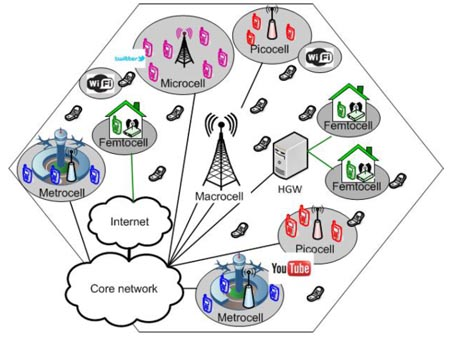 twitter
Picocell
WiFi
Microcell
WiFi
Femtocell
Femtocell
Metrocell
Macrocell
HGW
Femtocell
Internet
Picocell
YouTube
Core network
Metrocell